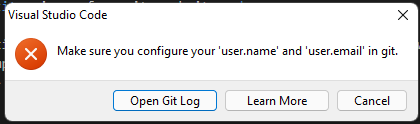 Visual Studio Code
Make sure you configure your 'user.name' and 'user.email' in git.
Open Git Log
Learn More
Cancel